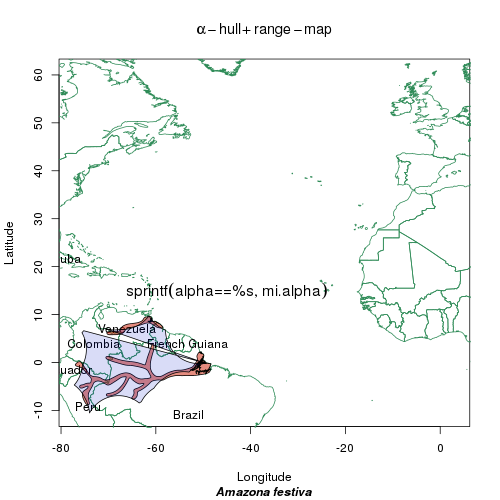 α − hull + range − map
60
50
40
30
20
10
0
-10
Latitude
uba
sprintf(alpha==%s, mi.alpha)
Venezuela
Colombia
French Guiana
uador
Peru
Brazil
-80
-60
-40
-20
0
Longitude
Amazona festiva